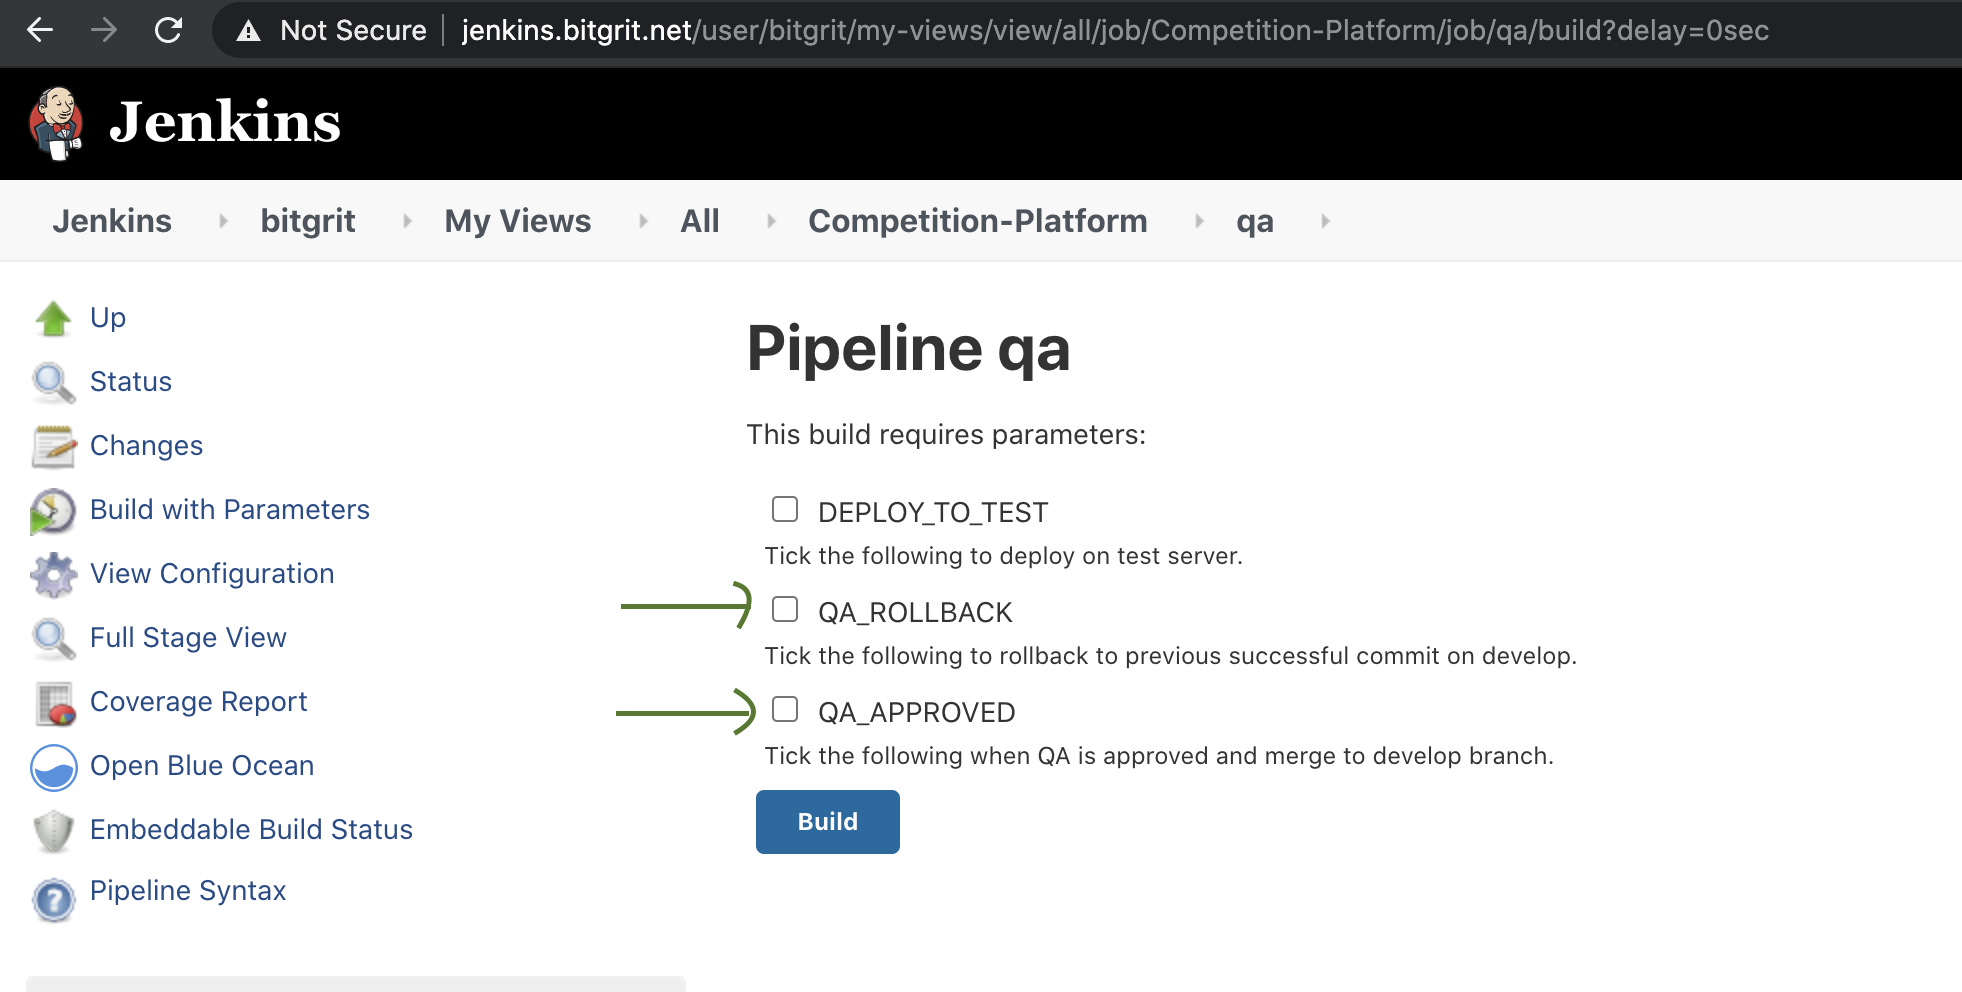 Not Secure jenkins.bitgrit.net/user/bitgrit/my-views/view/all/job/Competition-Platform/job/qa/build?delay=0sec
Jenkins
Jenkins bitgrit My Views All Competition-Platform qa
Up
Status
Changes
Build with Parameters
View Configuration
Full Stage View
Coverage Report
Open Blue Ocean
Embeddable Build Status
Pipeline Syntax
Pipeline qa
This build requires parameters:
DEPLOY_TO_TEST
Tick the following to deploy on test server.
QA_ROLLBACK
Tick the following to rollback to previous successful commit on develop.
QA_APPROVED
Tick the following when QA is approved and merge to develop branch.
Build